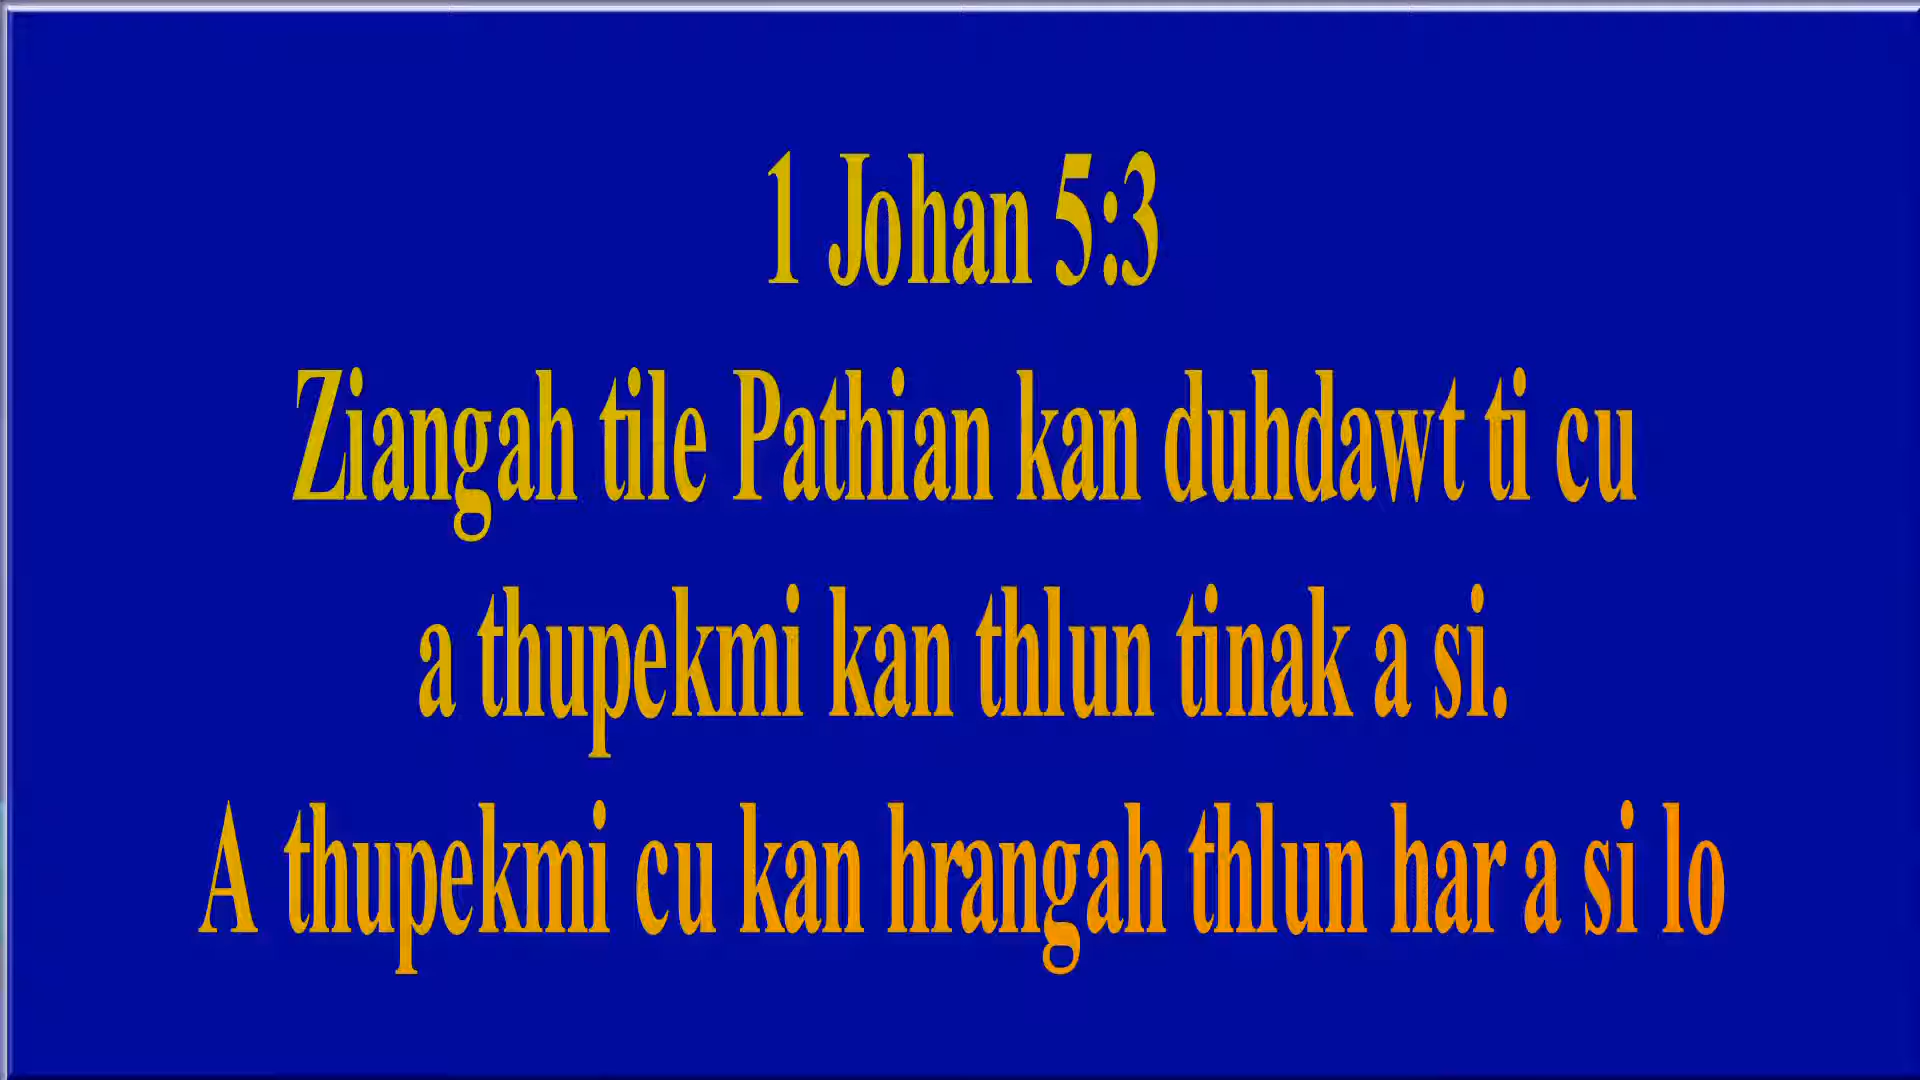 1 Johan 5:3
Ziangah tile Pathian kan duhdawt ti cu
a thupekmi kan thlun tinak a si.
A thupekmi cu kan hrangah thlun har a si lo